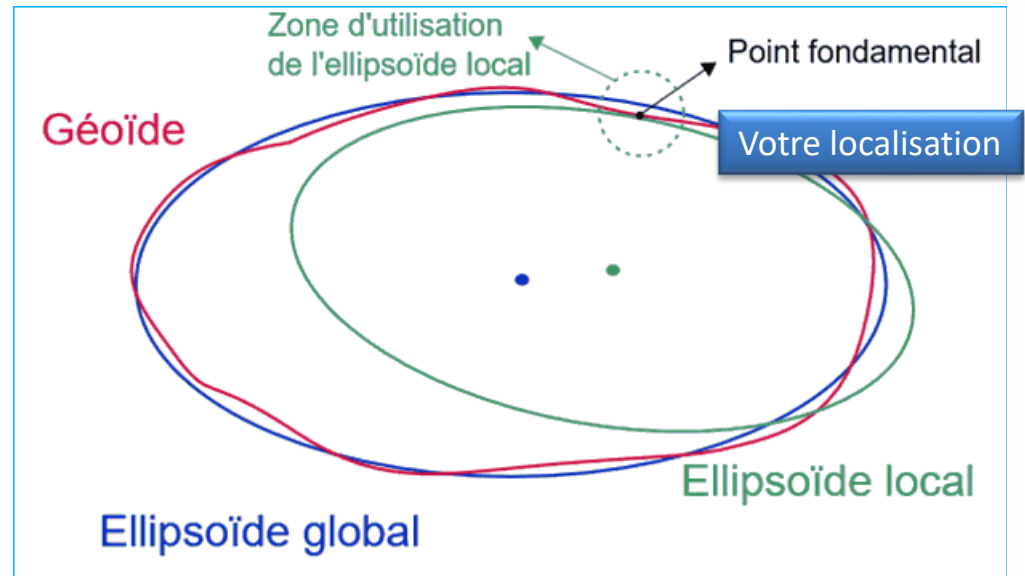 Zone d'utilisation
de l'ellipsoïde local
Point fondamental
Géoïde
Votre localisation
Ellipsoïde local
Ellipsoïde global